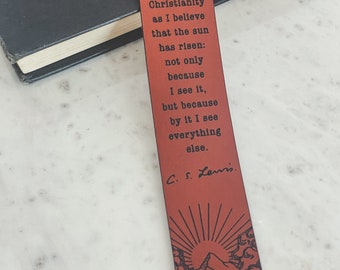 Christianity
as I believe
that the sun
has risen:
not only
because
I see it,
but because
by it I see
everything
else.
C. S. Lewis.